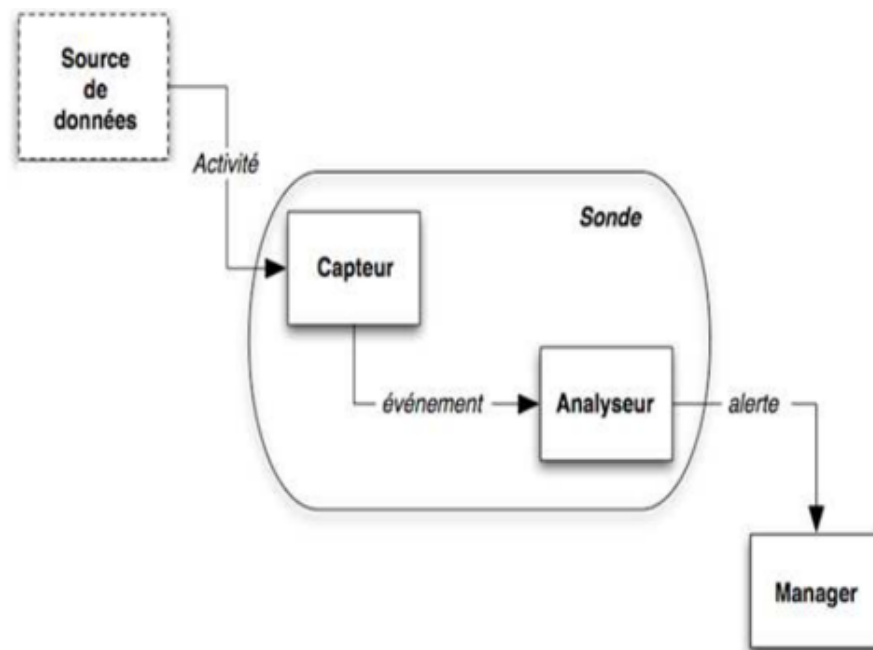 Source
de
données
Activité
Sonde
Capteur
événement
Analyseur
alerte
Manager